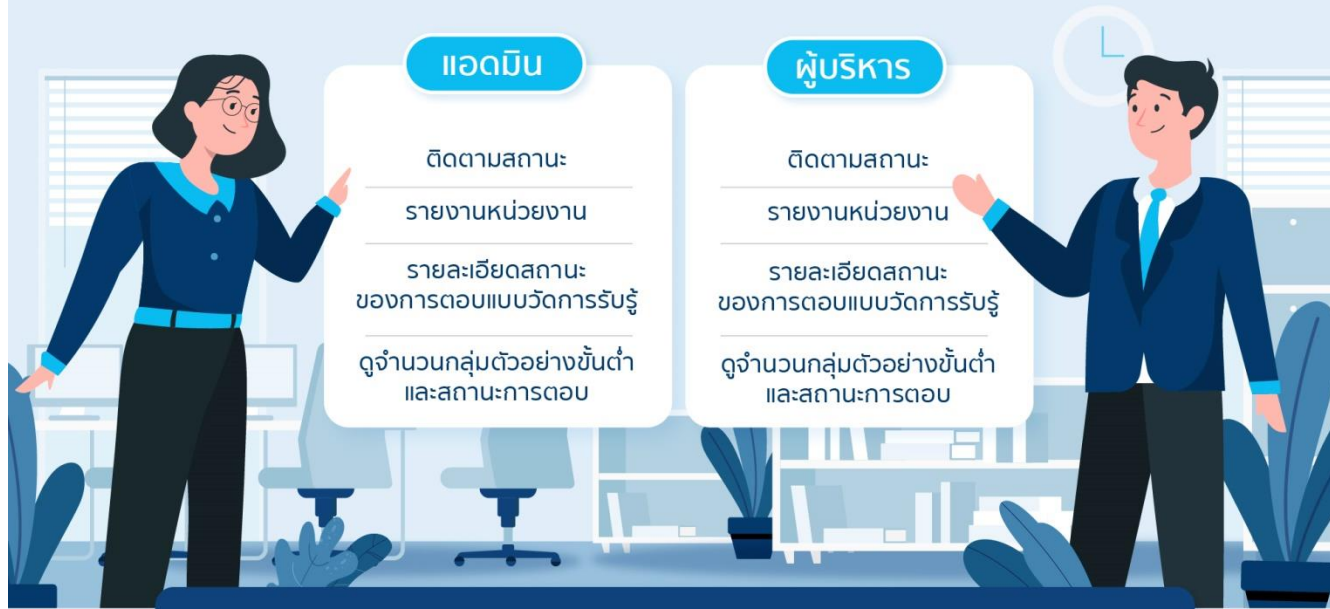 แอดมิน
ติดตามสถานะ
รายงานหน่วยงาน
รายละเอียดสถานะ
ของการตอบแบบวัดการรับรู้
ดูจำนวนกลุ่มตัวอย่างขั้นต่ำ
และสถานะการตอบ
ผู้บริหาร
ติดตามสถานะ
รายงานหน่วยงาน
รายละเอียดสถานะ
ของการตอบแบบวัดการรับรู้
ดูจำนวนกลุ่มตัวอย่างขั้นต่ำ
และสถานะการตอบ